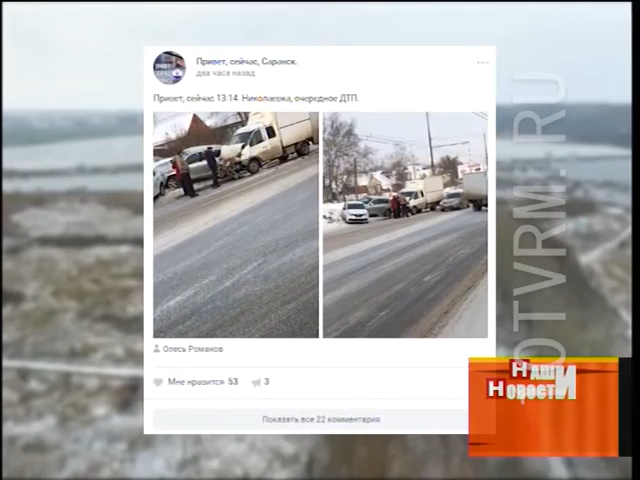 Привет, сейчас, Саранск.
два часа назад
Привет, сейчас 13:14. Николаевка, очередное ДТП.
Олесь Романов
Мне нравится 53 3
Показать все 22 комментария
Наши
Новости
OTVRM.RU